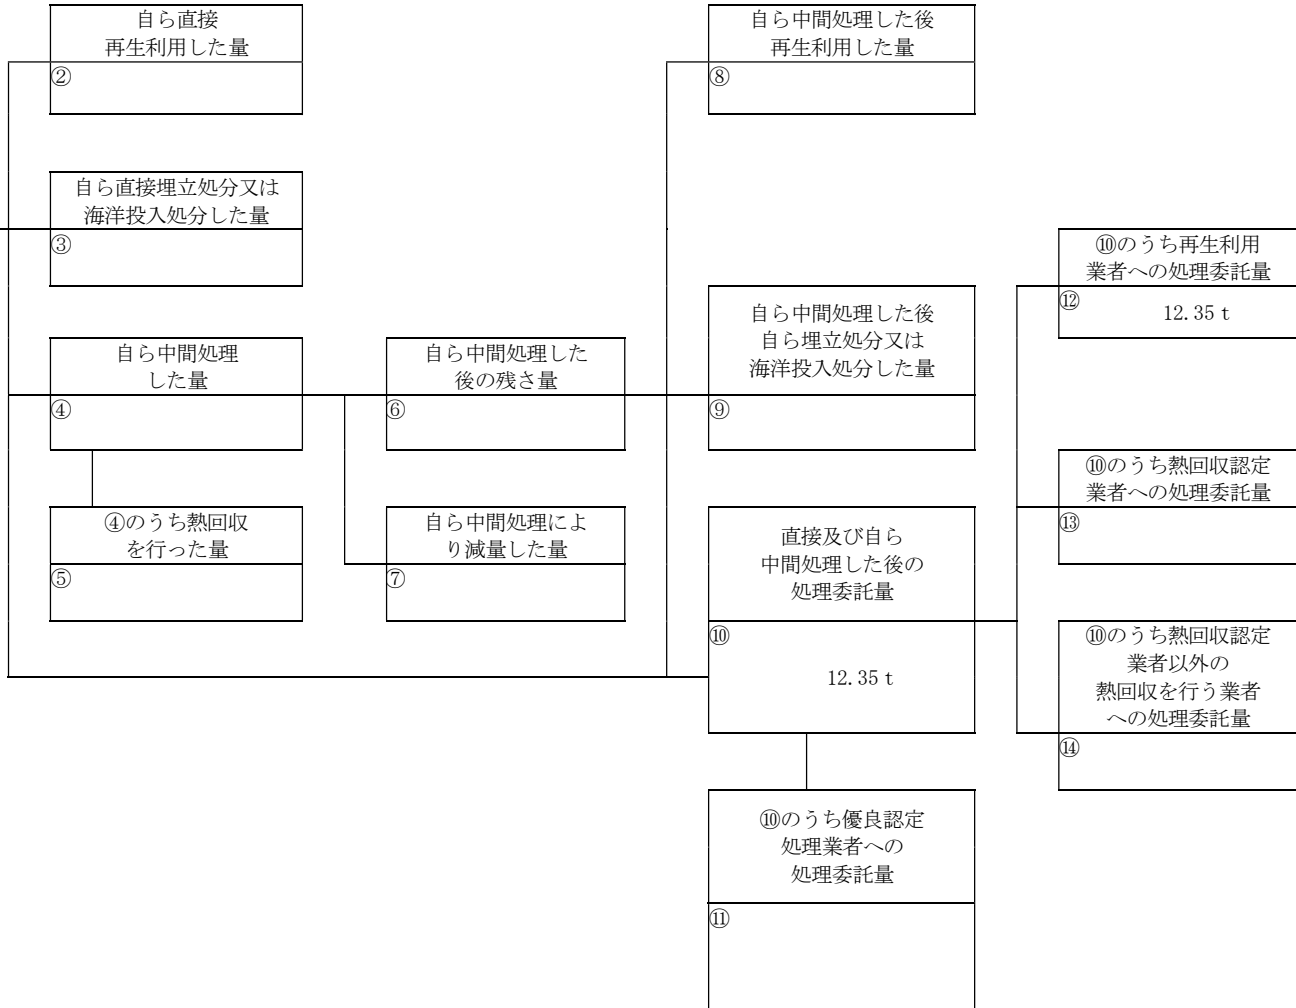 自ら直接
再生利用した量
②
自ら中間処理した後
再生利用した量
⑧
自ら直接埋立処分又は
海洋投入処分した量
③
⑩のうち再生利用
業者への処理委託量
⑫
12.35 t
自ら中間処理した後
自ら埋立処分又は
海洋投入処分した量
⑨
自ら中間処理
した量
④
自ら中間処理した
後の残さ量
⑥
⑩のうち熱回収認定
業者への処理委託量
⑬
④のうち熱回収
を行った量
⑤
自ら中間処理によ
り減量した量
⑦
直接及び自ら
中間処理した後の
処理委託量
⑩
12.35 t
⑩のうち熱回収認定
業者以外の
熱回収を行う業者
への処理委託量
⑭
⑩のうち優良認定
処理業者への
処理委託量
⑪